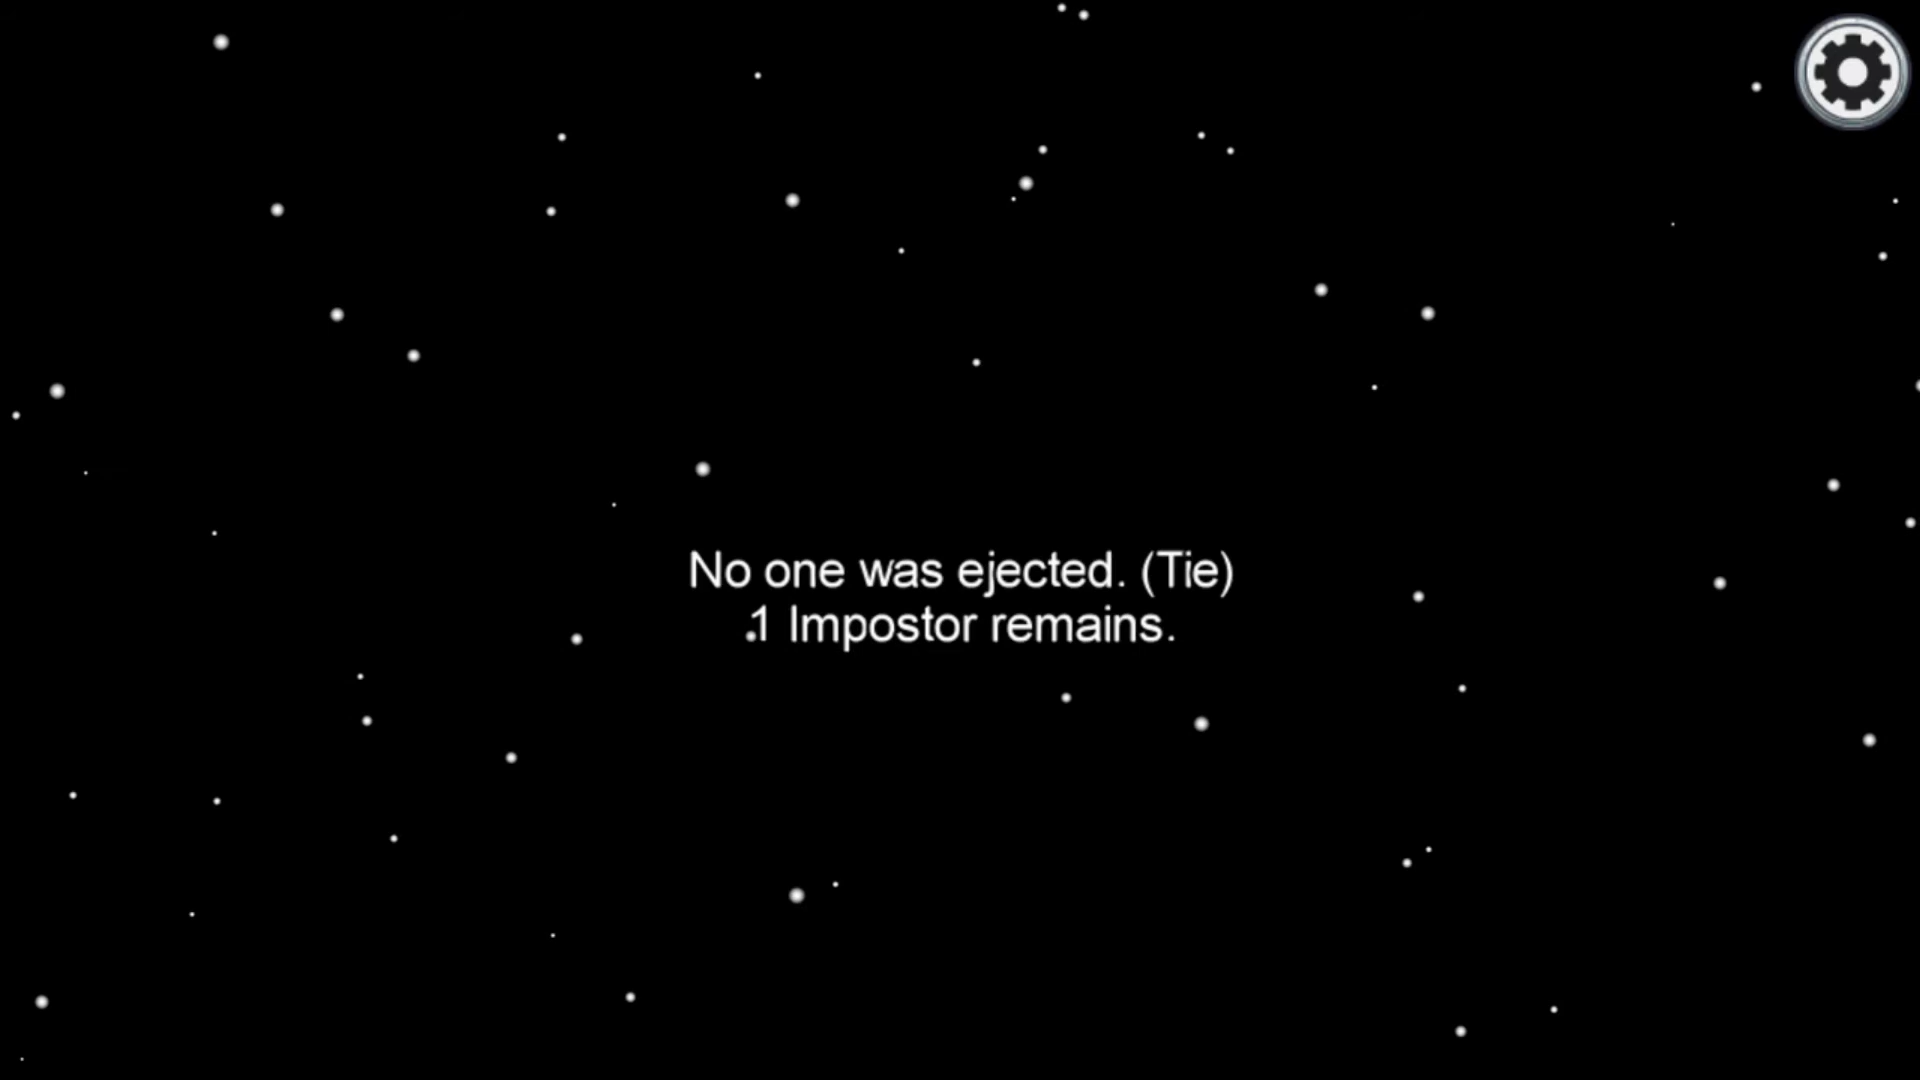 No one was ejected. (Tie)
1 Impostor remains.